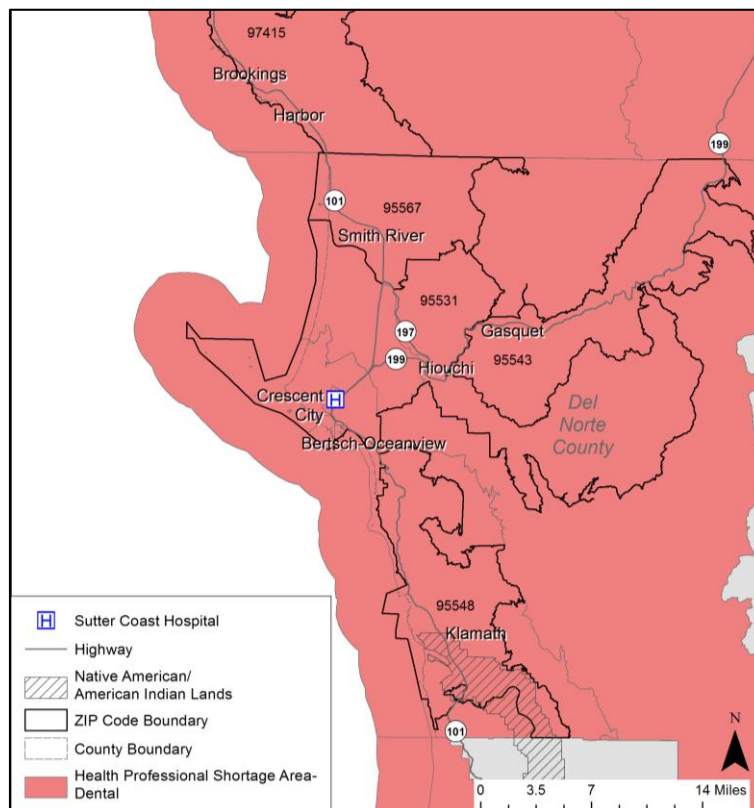 97415
Brookings
Harbor
199
101
95567
Smith River
95531
197
Gasquet
199
95543
Hiouchi
Crescent
City
H
Del
Norte
County
Bertsch-Oceanview
95548
Klamath
101
H Sutter Coast Hospital
Highway
Native American/
American Indian Lands
ZIP Code Boundary
County Boundary
Health Professional Shortage Area-
Dental
N
0 3.5 7 14 Miles